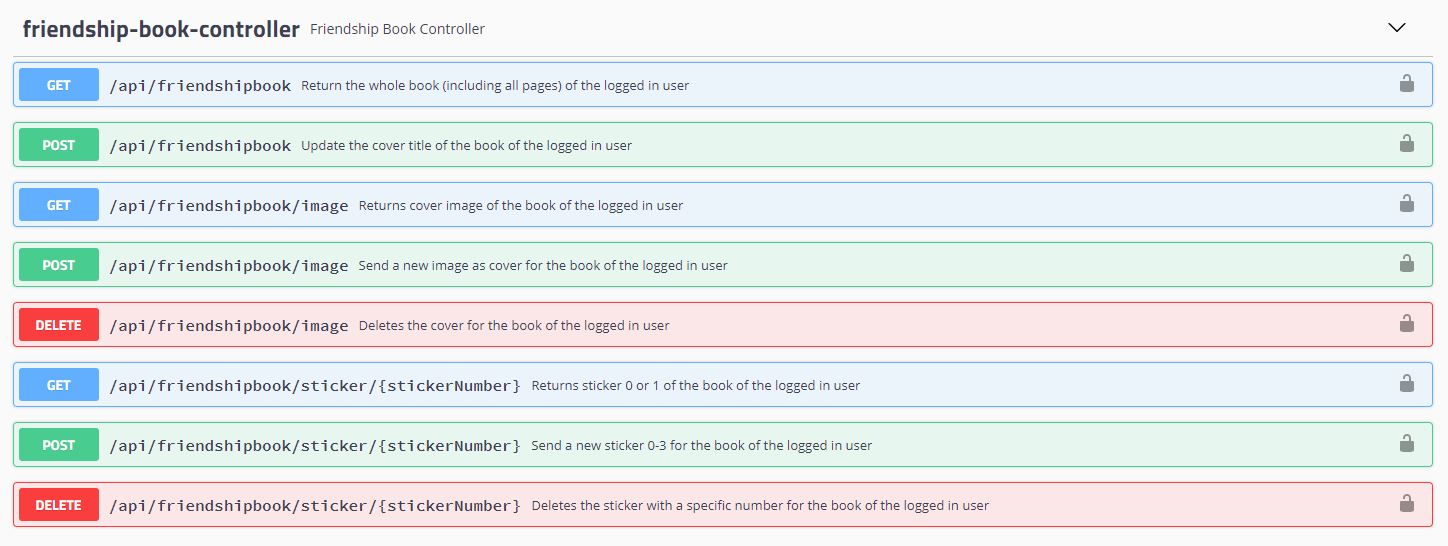 friendship-book-controller Friendship Book Controller
GET /api/friendshipbook Return the whole book (including all pages) of the logged in user
POST /api/friendshipbook Update the cover title of the book of the logged in user
GET /api/friendshipbook/image Returns cover image of the book of the logged in user
POST /api/friendshipbook/image Send a new image as cover for the book of the logged in user
DELETE /api/friendshipbook/image Deletes the cover for the book of the logged in user
GET /api/friendshipbook/sticker/{stickerNumber} Returns sticker 0 or 1 of the book of the logged in user
POST /api/friendshipbook/sticker/{stickerNumber} Send a new sticker 0-3 for the book of the logged in user
DELETE /api/friendshipbook/sticker/{stickerNumber} Deletes the sticker with a specific number for the book of the logged in user